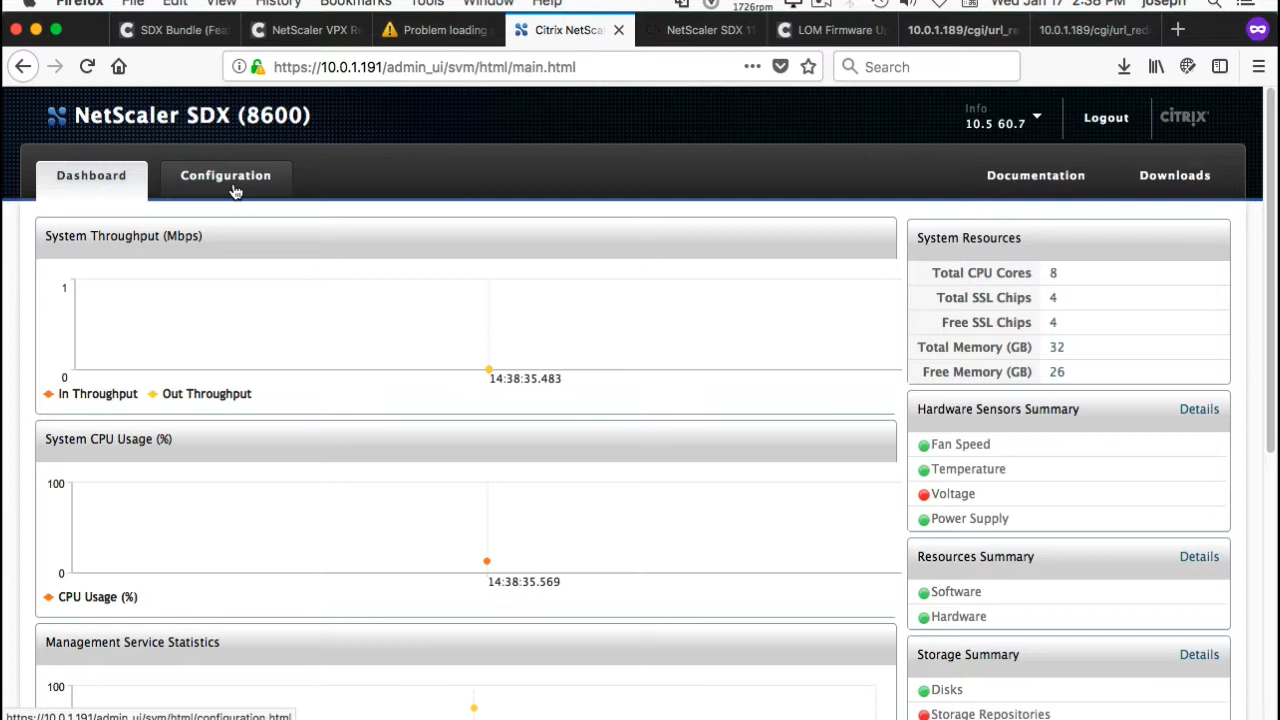 Firefox File Edit View History Bookmarks Tools Window Help 1726rpm Wed Jan 17 2:38 PM joseph
SDX Bundle (Fea
NetScaler VPX Re
Problem loading
Citrix NetSca
NetScaler SDX 1
LOM Firmware Up
10.0.1.189/cgi/url_re
10.0.1.189/cgi/url_redi
https://10.0.1.191/admin_ui/svm/html/main.html
Search
NetScaler SDX (8600)
Info
10.5 60.7
Logout
CITRIX
Dashboard
Configuration
Documentation
Downloads
System Throughput (Mbps)
1
0
14:38:35.483
In Throughput Out Throughput
System CPU Usage (%)
100
0
14:38:35.569
CPU Usage (%)
Management Service Statistics
100
System Resources
Total CPU Cores 8
Total SSL Chips 4
Free SSL Chips 4
Total Memory (GB) 32
Free Memory (GB) 26
Hardware Sensors Summary Details
Fan Speed
Temperature
Voltage
Power Supply
Resources Summary Details
Software
Hardware
Storage Summary Details
Disks
Storage Repositories
https://10.0.1.191/admin_ui/svm/html/configuration.html